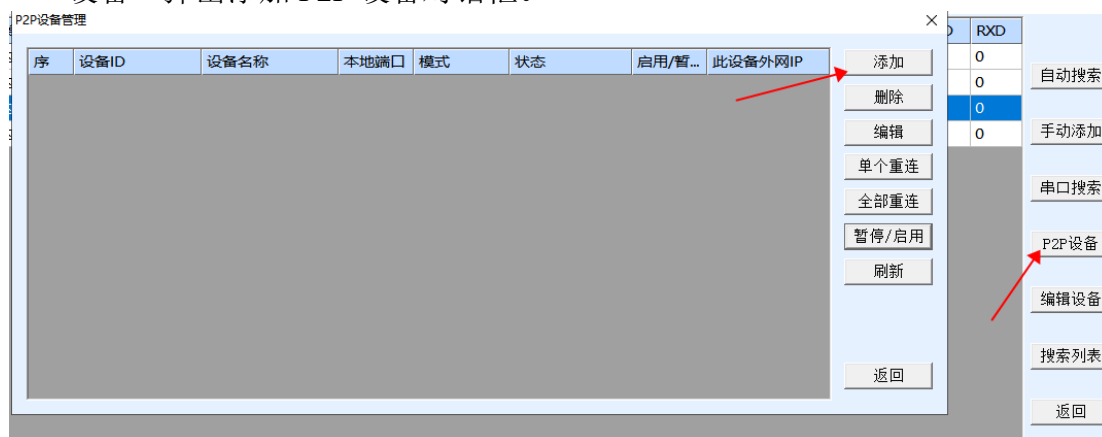 P2P设备管理
序 设备ID 设备名称 本地端口 模式 状态 启用/暂... 此设备外网IP
添加
删除
编辑
单个重连
全部重连
暂停/启用
刷新
返回
RXD
0
0
0
0
自动搜索
手动添加
串口搜索
P2P设备
编辑设备
搜索列表
返回